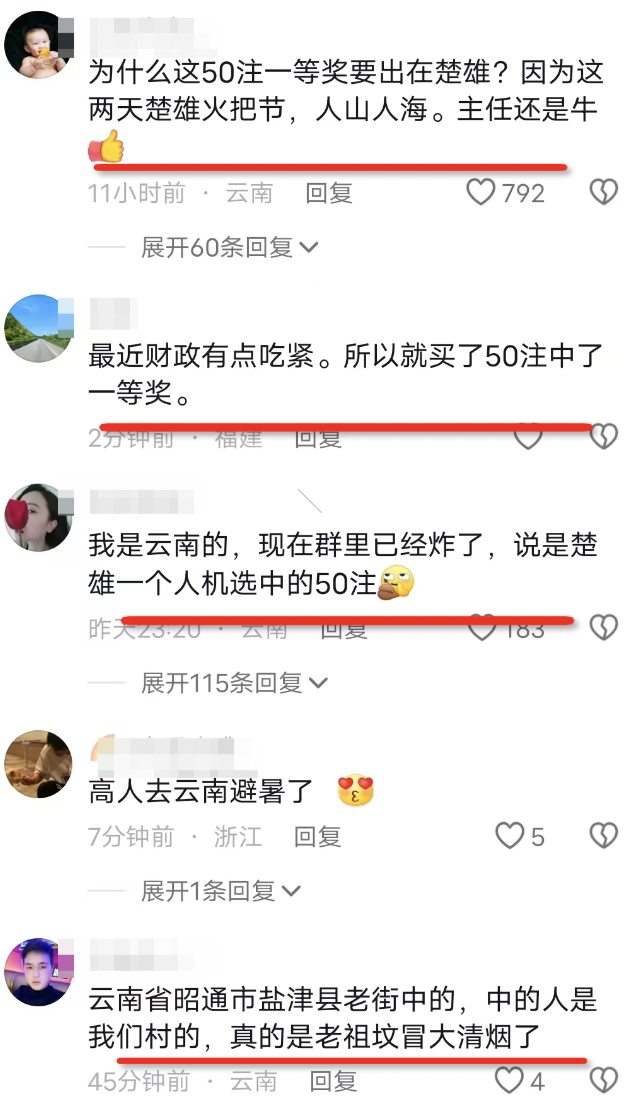 为什么这50注一等奖要出在楚雄？因为这
两天楚雄火把节，人山人海。主任还是牛
11小时前 · 云南 回复 792
展开60条回复
最近财政有点吃紧。所以就买了50注中了
一等奖。
2分钟前 · 福建 回复
我是云南的，现在群里已经炸了，说是楚
雄一个人机选中的50注
昨天23:20 · 云南 回复 183
展开115条回复
高人去云南避暑了
7分钟前 · 浙江 回复 5
展开1条回复
云南省昭通市盐津县老街中的，中的人是
我们村的，真的是老祖坟冒大清烟了
45分钟前 · 云南 回复 4